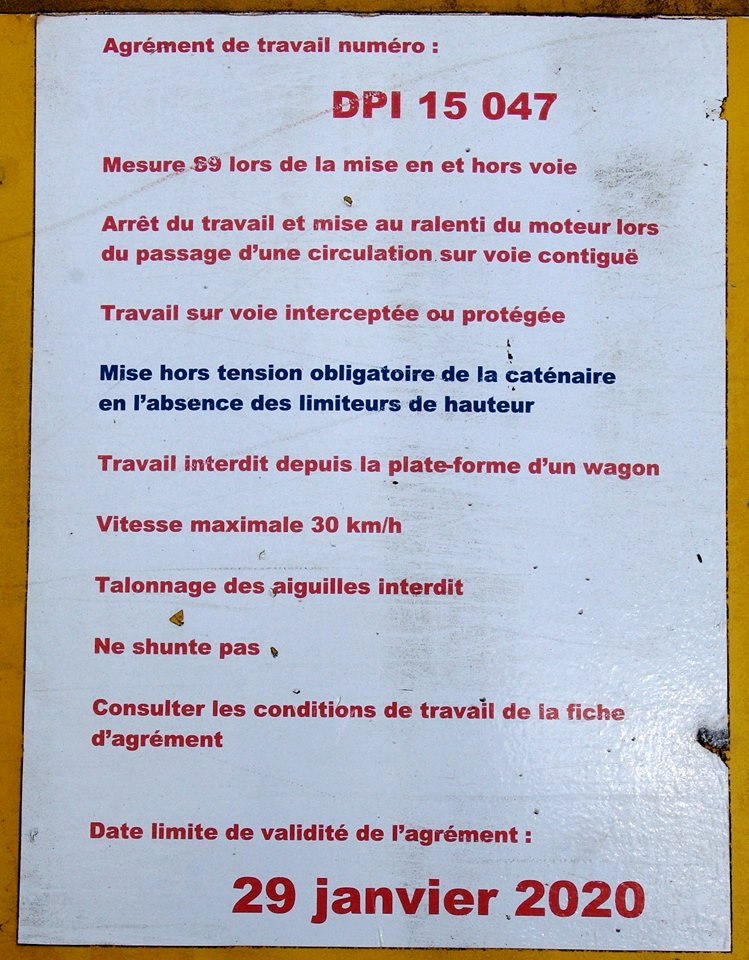 Agrément de travail numéro :
DPI 15 047
Mesure S9 lors de la mise en et hors voie
Arrêt du travail et mise au ralenti du moteur lors
du passage d'une circulation sur voie contiguë
Travail sur voie interceptée ou protégée
Mise hors tension obligatoire de la caténaire
en l'absence des limiteurs de hauteur
Travail interdit depuis la plate-forme d'un wagon
Vitesse maximale 30 km/h
Talonnage des aiguilles interdit
Ne shunte pas
Consulter les conditions de travail de la fiche
d'agrément
Date limite de validité de l'agrément :
29 janvier 2020